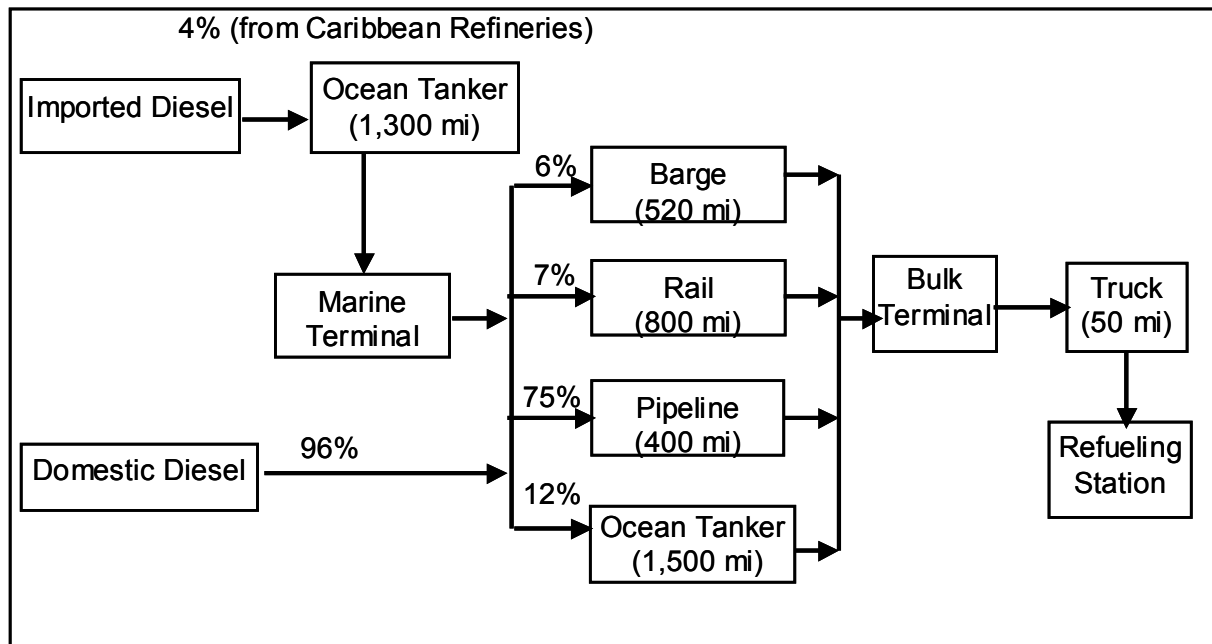 4% (from Caribbean Refineries)
Imported Diesel
Ocean Tanker
(1,300 mi)
6%
Barge
(520 mi)
Marine
Terminal
7%
Rail
(800 mi)
Bulk
Terminal
Truck
(50 mi)
75%
Pipeline
(400 mi)
Domestic Diesel
96%
12%
Ocean Tanker
(1,500 mi)
Refueling
Station